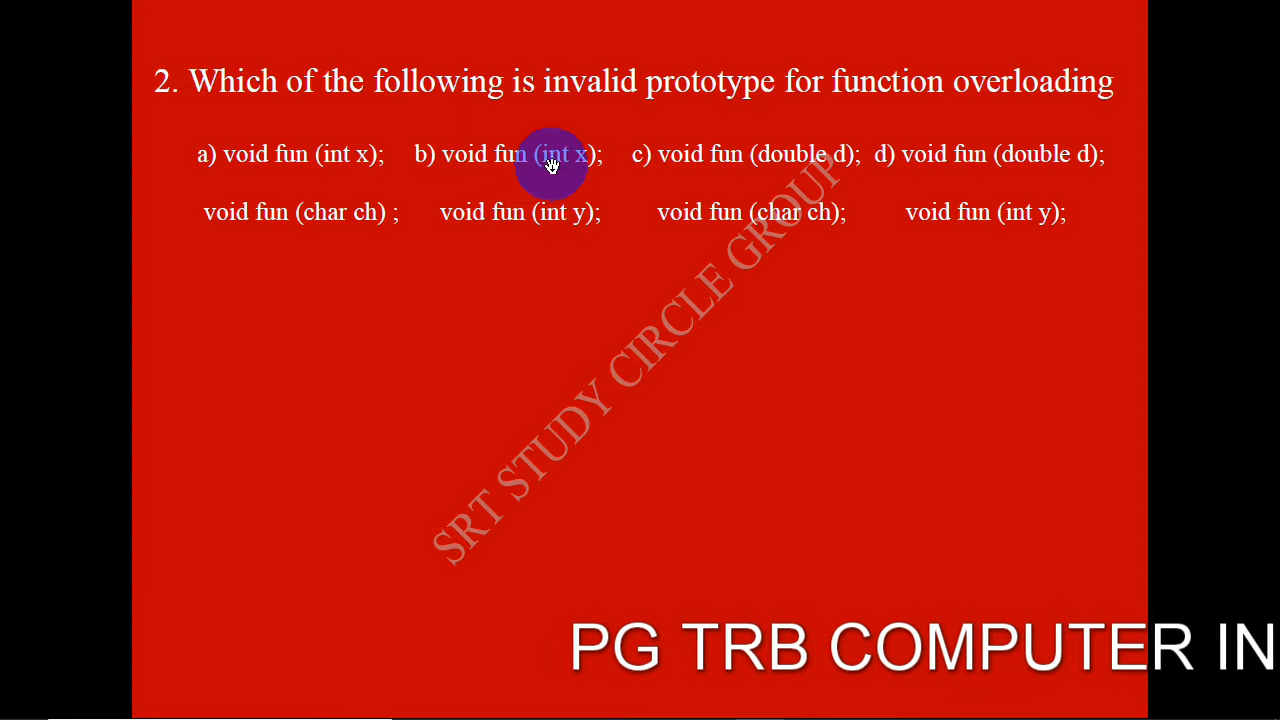 2. Which of the following is invalid prototype for function overloading
a) void fun (int x); b) void fun (int x); c) void fun (double d); d) void fun (double d);
void fun (char ch) ; void fun (int y); void fun (char ch); void fun (int y);
SRT STUDY CIRCLE GROUP
PG TRB COMPUTER IN